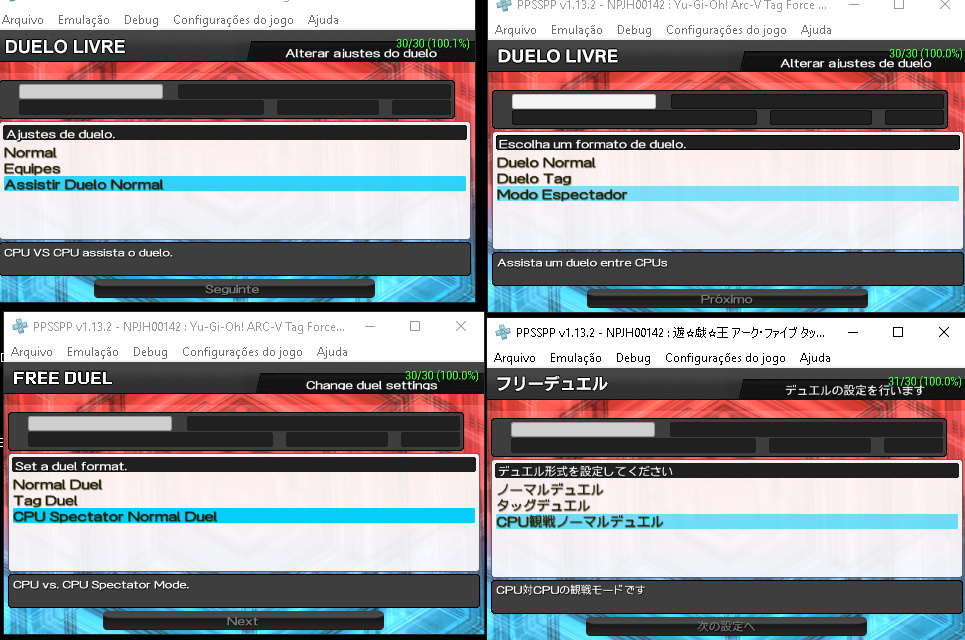 Arquivo Emulação Debug Configurações do jogo Ajuda
DUELO LIVRE
30/30 (100.1%)
Alterar ajustes do duelo
Ajustes de duelo.
Normal
Equipes
Assistir Duelo Normal
CPU VS CPU assista o duelo.
Seguinte
PPSSPP v1.13.2 - NPJH00142 : Yu-Gi-Oh! Arc-V Tag Force ...
Arquivo Emulação Debug Configurações do jogo Ajuda
DUELO LIVRE
30/30 (100.0%)
Alterar ajustes de duelo
Escolha um formato de duelo.
Duelo Normal
Duelo Tag
Modo Espectador
Assista um duelo entre CPUs
Próximo
PPSSPP v1.13.2 - NPJH00142 : Yu-Gi-Oh! ARC-V Tag Force...
Arquivo Emulação Debug Configurações do jogo Ajuda
FREE DUEL
30/30 (100.0%)
Change duel settings
Set a duel format.
Normal Duel
Tag Duel
CPU Spectator Normal Duel
CPU vs. CPU Spectator Mode.
Next
PPSSPP v1.13.2 - NPJH00142 : 遊☆戯☆王 アーク・ファイブ タッ...
Arquivo Emulação Debug Configurações do jogo Ajuda
フリーデュエル
31/30 (100.0%)
デュエルの設定を行います
デュエル形式を設定してください
ノーマルデュエル
タッグデュエル
CPU観戦ノーマルデュエル
CPU対CPUの観戦モードです
次の設定へ